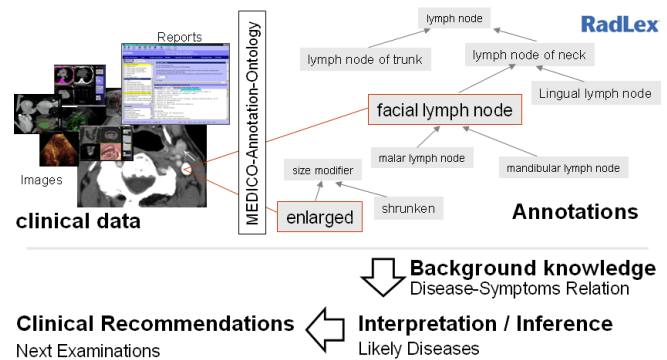 Reports
lymph node
RadLex
lymph node of trunk
lymph node of neck
Lingual lymph node
facial lymph node
malar lymph node
mandibular lymph node
size modifier
enlarged
shrunken
MEDICO-Annotation-Ontology
Images
clinical data
Annotations
Background knowledge
Disease-Symptoms Relation
Clinical Recommendations
Next Examinations
Interpretation / Inference
Likely Diseases